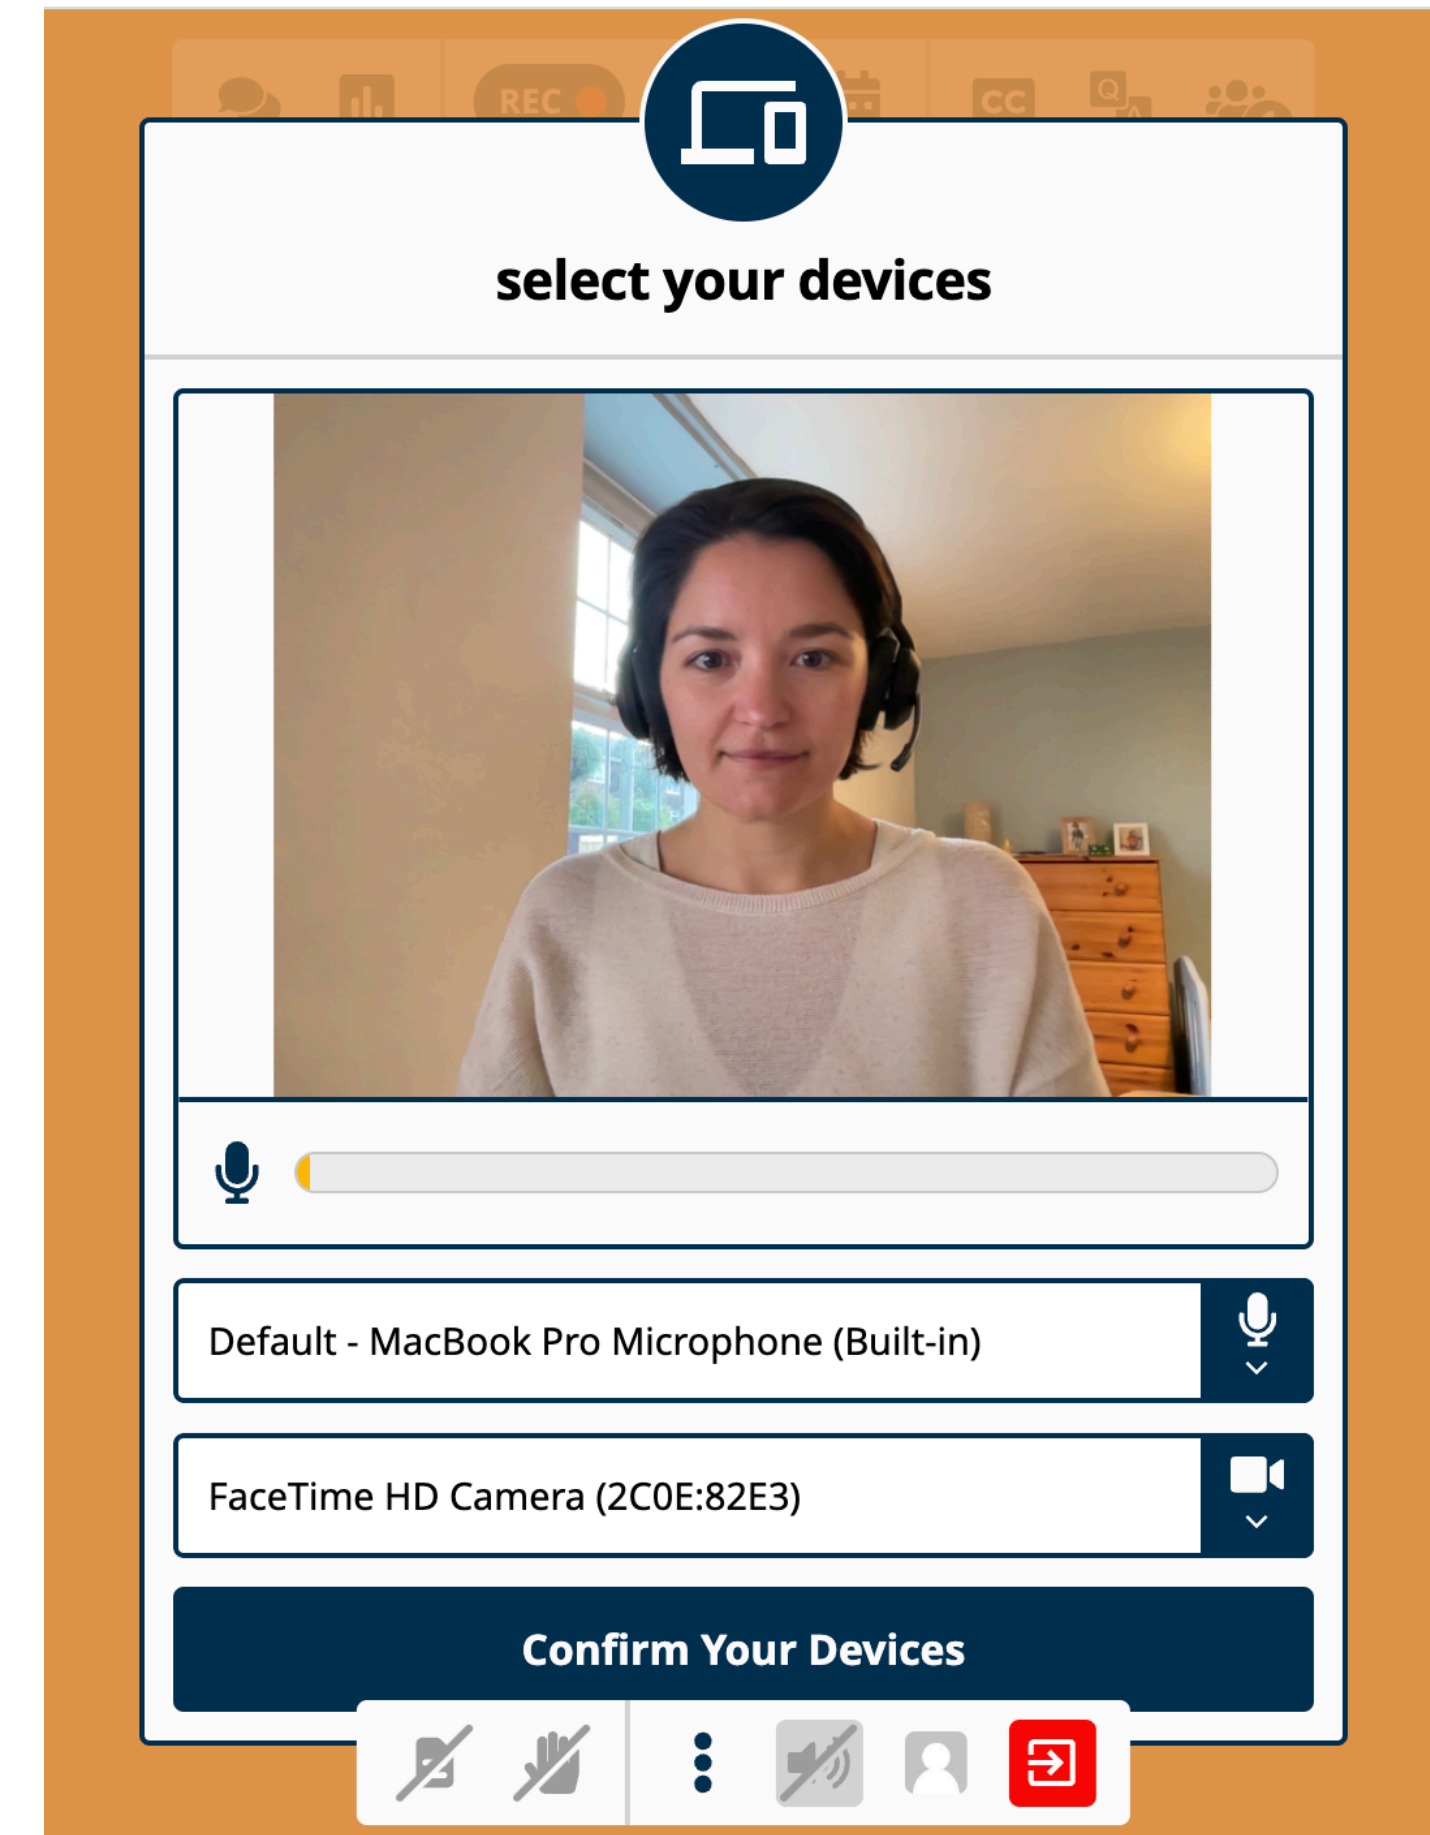 REC
CC
Q
A
select your devices
Default - MacBook Pro Microphone (Built-in)
FaceTime HD Camera (2C0E:82E3)
Confirm Your Devices